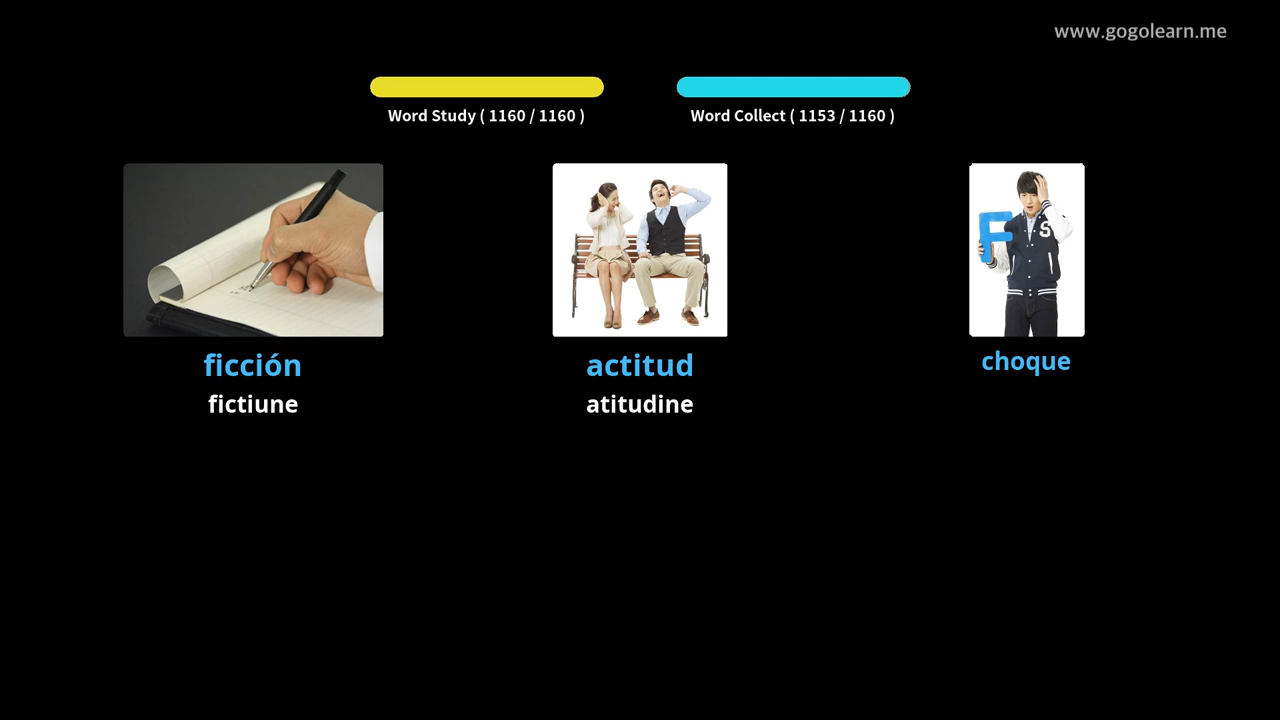 www.gogolearn.me
Word Study ( 1160 / 1160 )
Word Collect ( 1153 / 1160 )
F
S
ficción
actitud
choque
fictiune
atitudine